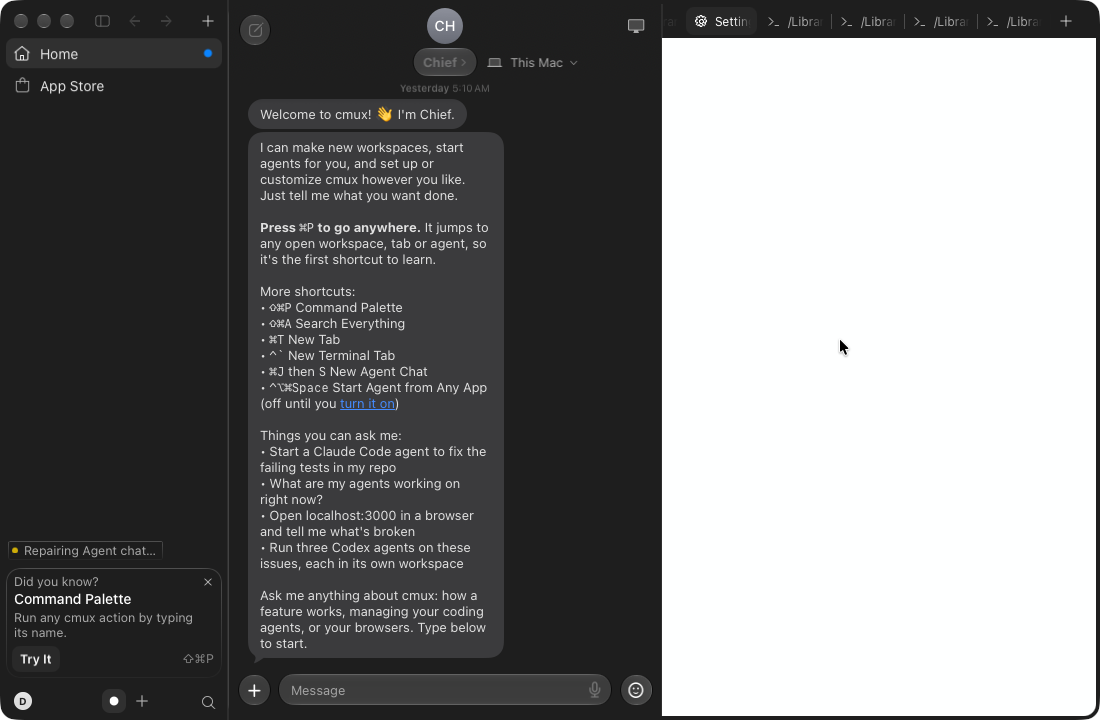 Home
App Store
Repairing Agent chat...
Did you know?
Command Palette
Run any cmux action by typing
its name.
Try It
⇧⌘P
D
CH
Chief
This Mac
Yesterday 5:10 AM
Welcome to cmux! 👋 I'm Chief.
I can make new workspaces, start
agents for you, and set up or
customize cmux however you like.
Just tell me what you want done.
Press ⌘P to go anywhere. It jumps to
any open workspace, tab or agent, so
it's the first shortcut to learn.
More shortcuts:
• ⇧⌘P Command Palette
• ⇧⌘A Search Everything
• ⌘T New Tab
• ^` New Terminal Tab
• ⌘J then S New Agent Chat
• ^⌥⌘Space Start Agent from Any App
(off until you turn it on)
Things you can ask me:
• Start a Claude Code agent to fix the
failing tests in my repo
• What are my agents working on
right now?
• Open localhost:3000 in a browser
and tell me what's broken
• Run three Codex agents on these
issues, each in its own workspace
Ask me anything about cmux: how a
feature works, managing your coding
agents, or your browsers. Type below
to start.
Message
Settin
/Librar
/Librar
/Librar
/Librar